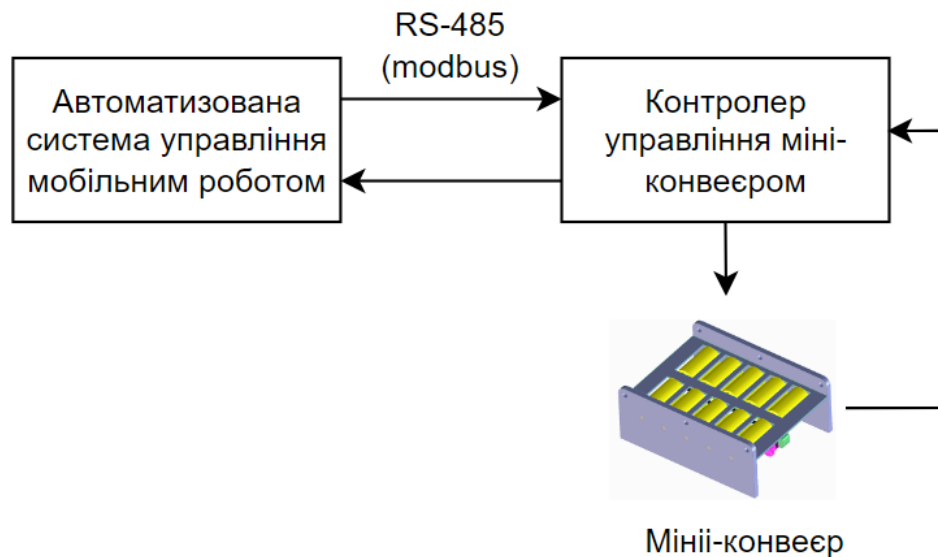 RS-485
(modbus)
Автоматизована
система управління
мобільним роботом
Контролер
управління міні-
конвеєром
Мініі-конвеєр